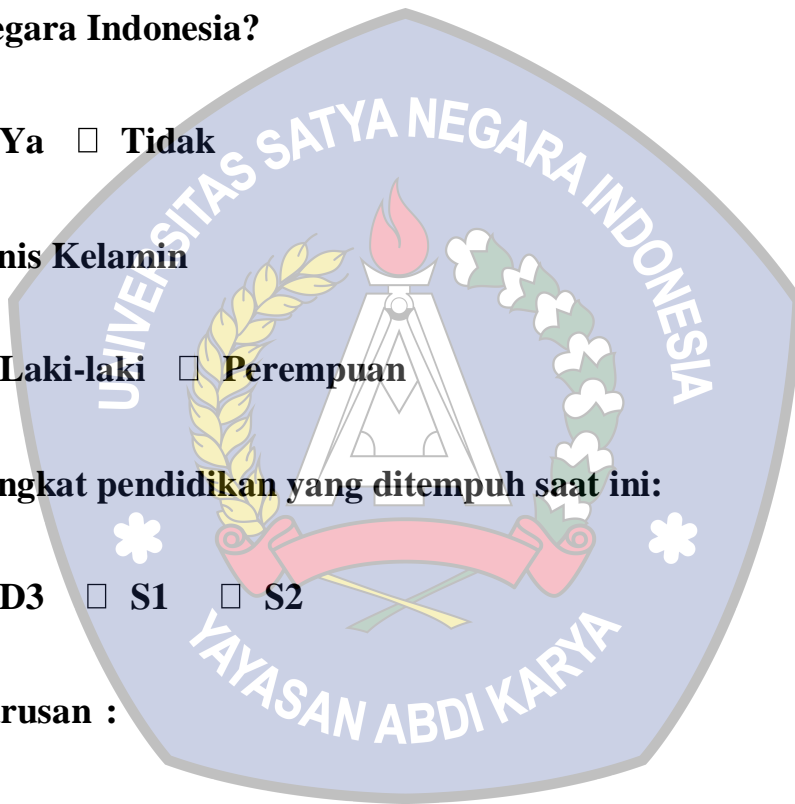 egara Indonesia?
Ya □ Tidak
nis Kelamin
Laki-laki □ Perempuan
ngkat pendidikan yang ditempuh saat ini:
D3 □ S1 □ S2
rusan :
UNIVERSITAS SATYA NEGARA INDONESIA
YAYASAN ABDI KARYA